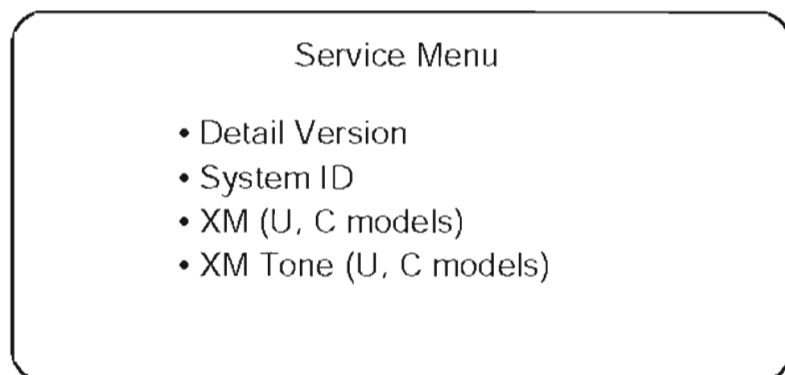 Service Menu
• Detail Version
• System ID
• XM (U, C models)
• XM Tone (U, C models)